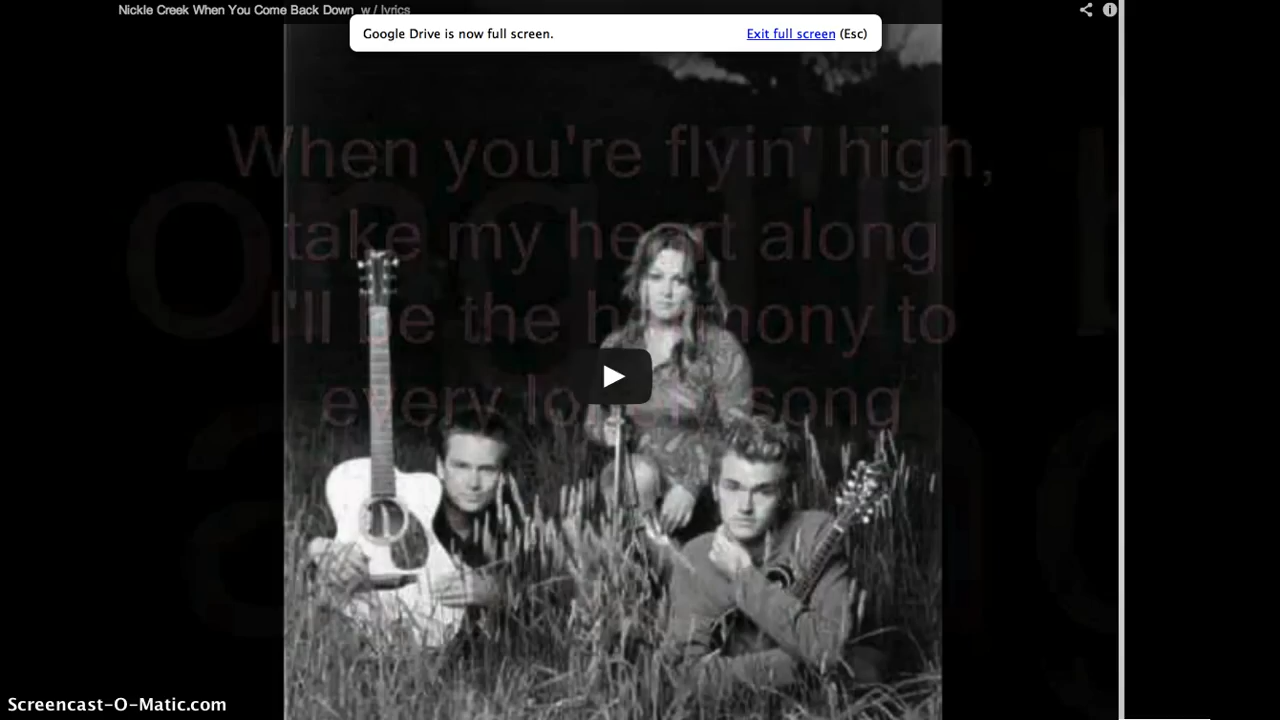 Nickle Creek When You Come Back Down w / lyrics
Google Drive is now full screen.
Exit full screen (Esc)
When you're flyin' high,
take my heart along
I'll be the harmony to
every lonely song
Screencast-O-Matic.com